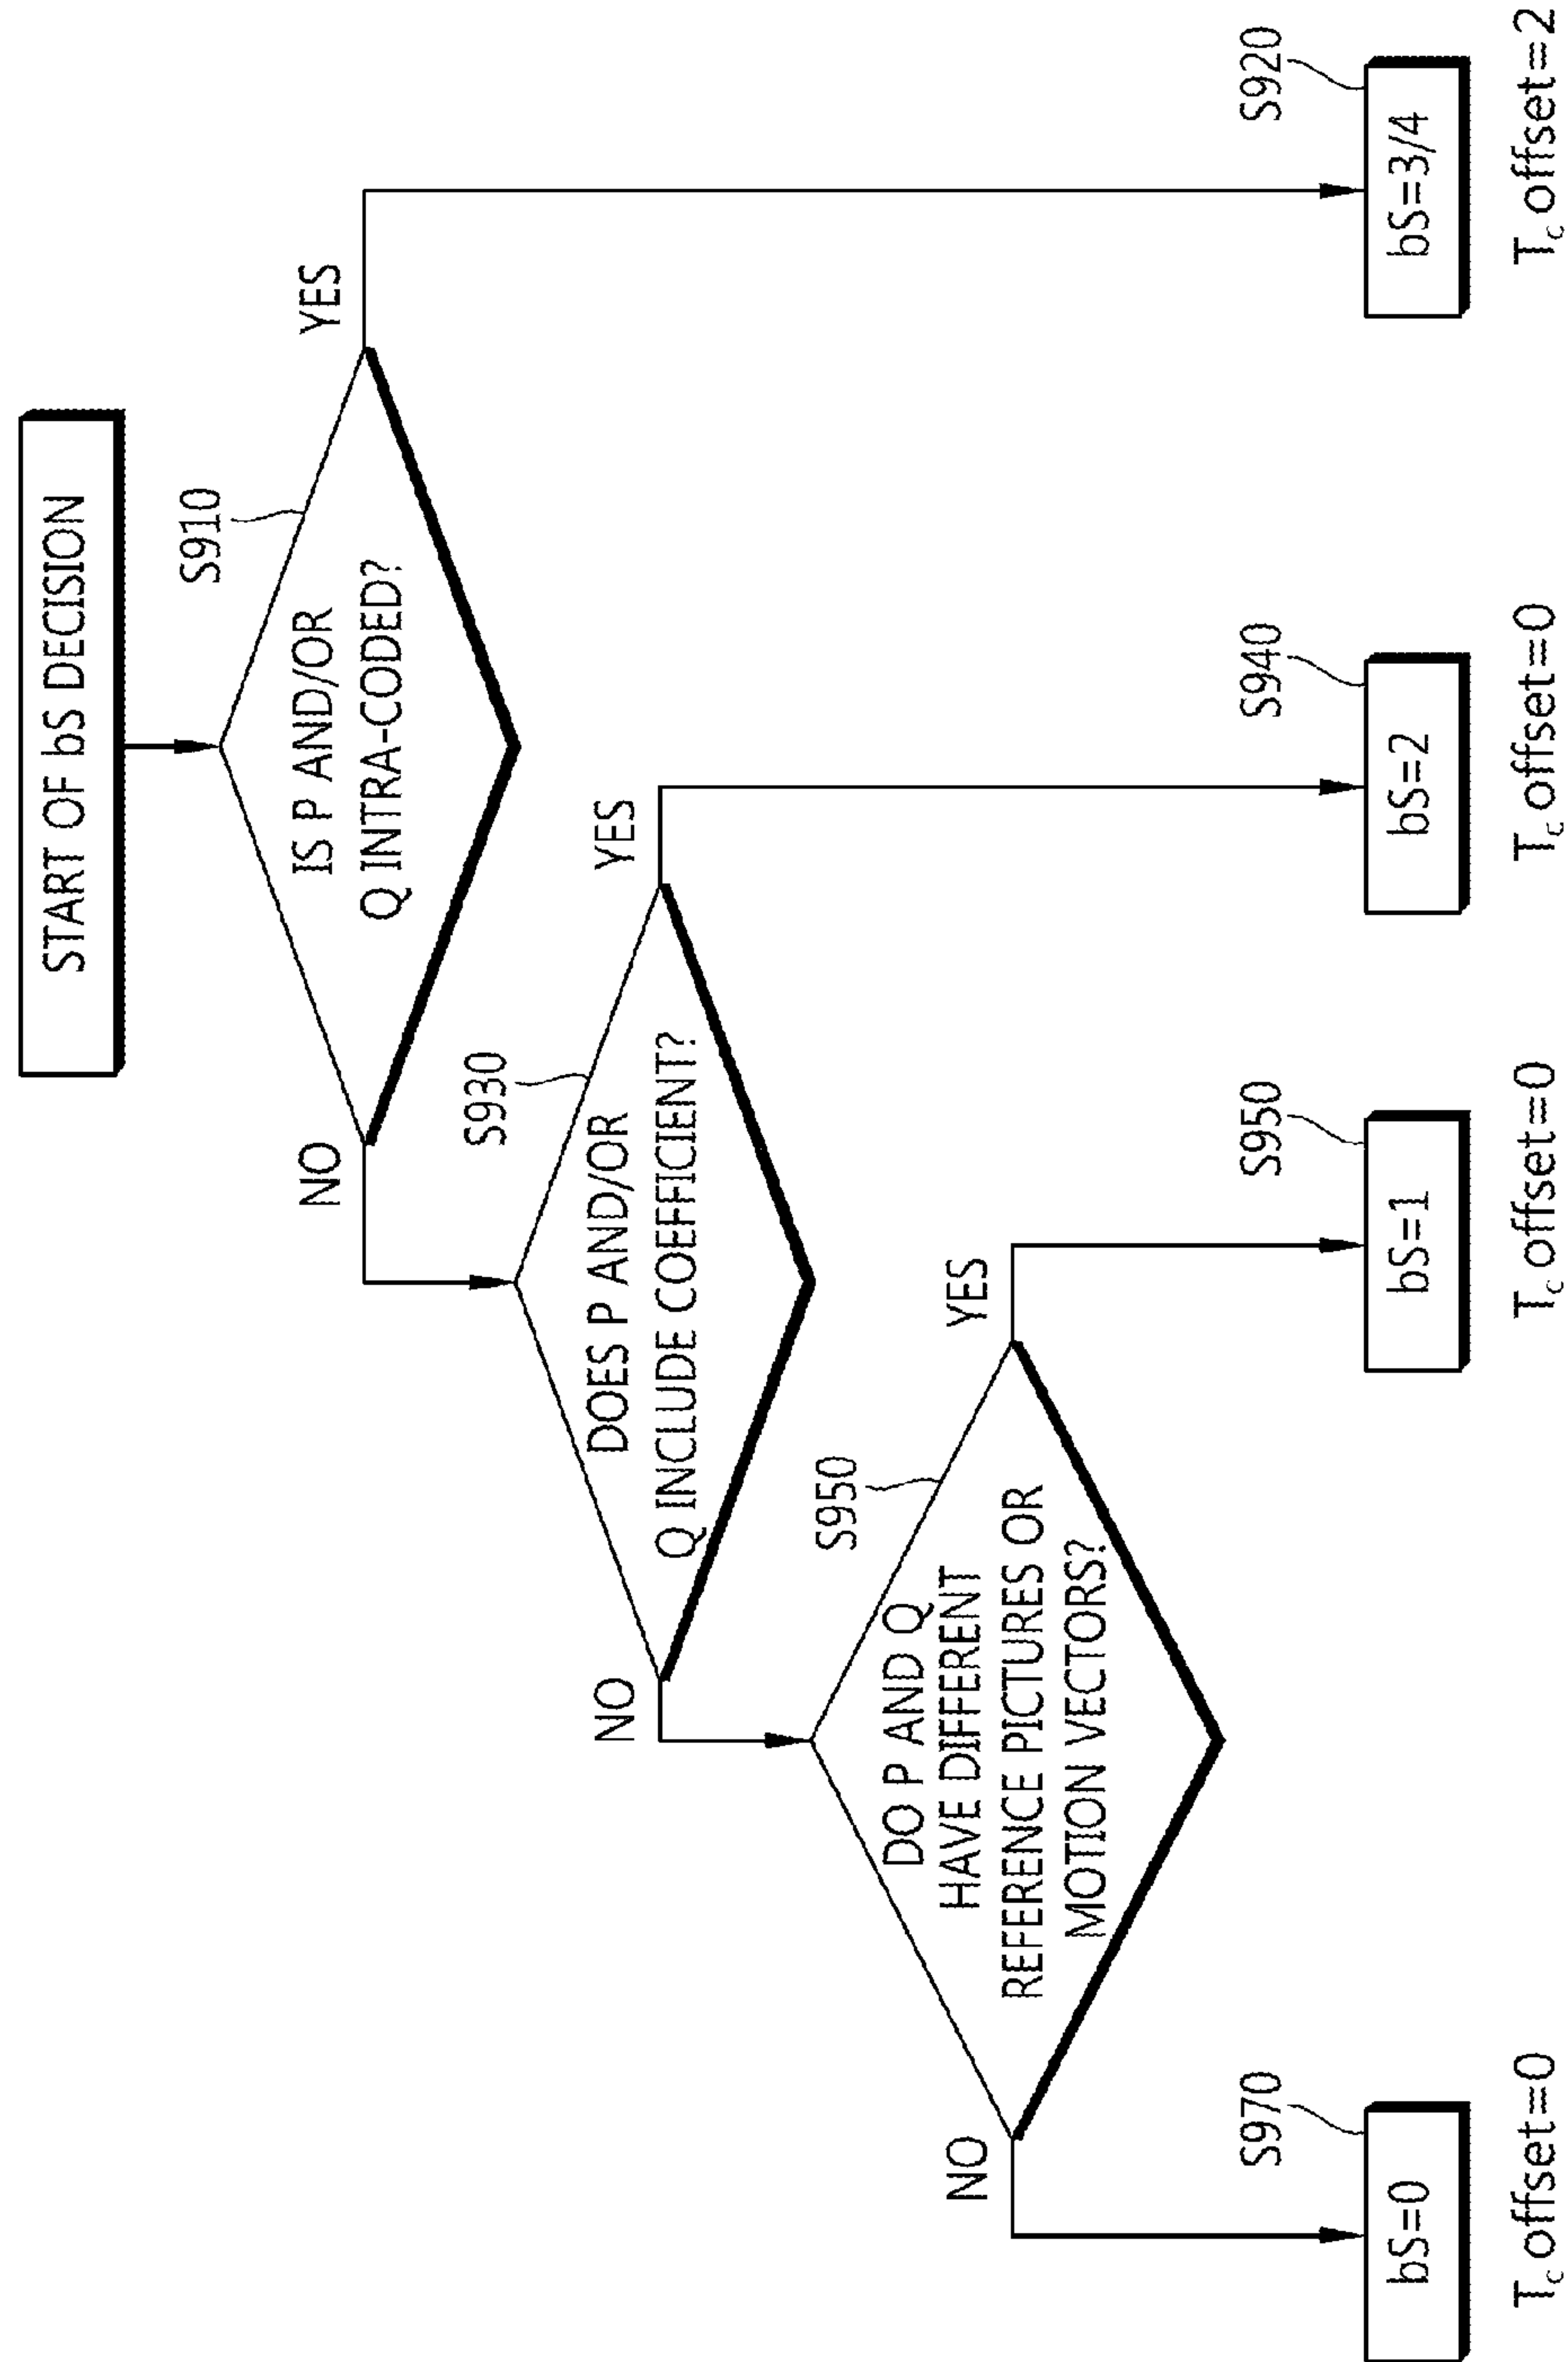 START OF bS DECISION
S910
IS P AND/OR
Q INTRA-CODED?
NO
YES
S930
DOES P AND/OR
Q INCLUDE COEFFICIENT?
NO
YES
S950
DO P AND Q
HAVE DIFFERENT
REFERENCE PICTURES OR
MOTION VECTORS?
NO
YES
S970
bS=0
Tc offset=0
S950
bS=1
Tc offset=0
S940
bS=2
Tc offset=0
S920
bS=3/4
Tc offset=2